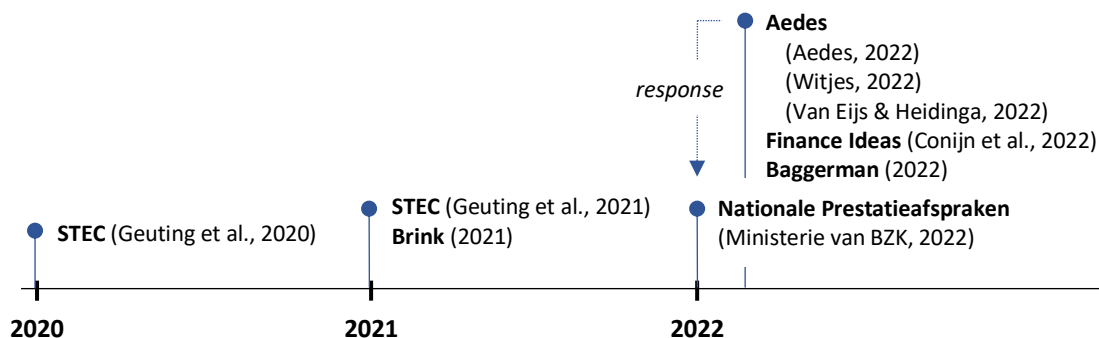 Aedes
(Aedes, 2022)
(Witjes, 2022)
(Van Eijs & Heidinga, 2022)
Finance Ideas (Conijn et al., 2022)
Baggerman (2022)
response
STEC (Geuting et al., 2020)
STEC (Geuting et al., 2021)
Brink (2021)
Nationale Prestatieafspraken
(Ministerie van BZK, 2022)
2020
2021
2022